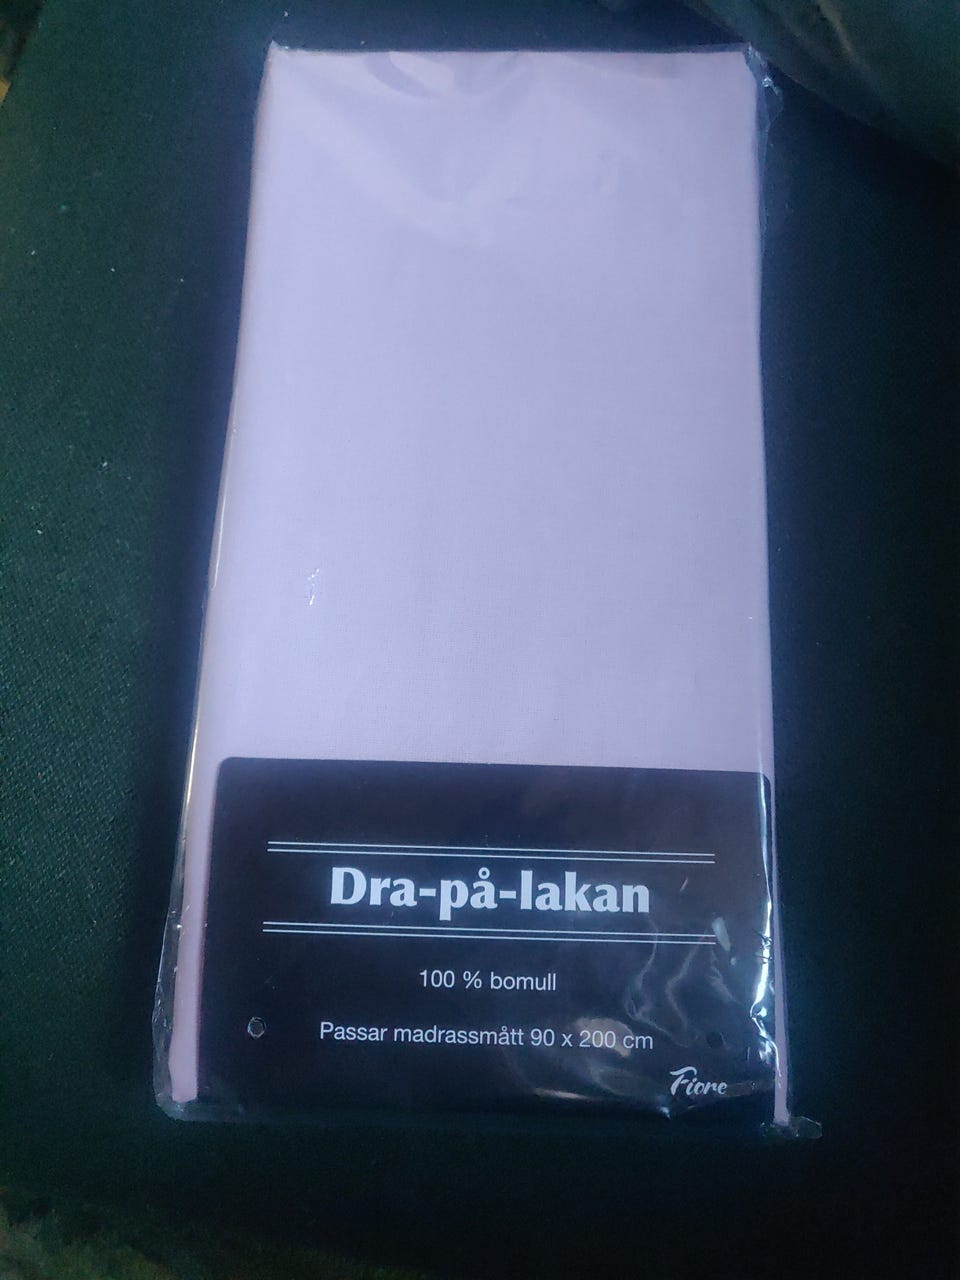 Dra-på-lakan
100 % bomull
Passar madrassmått 90 x 200 cm
Fiore